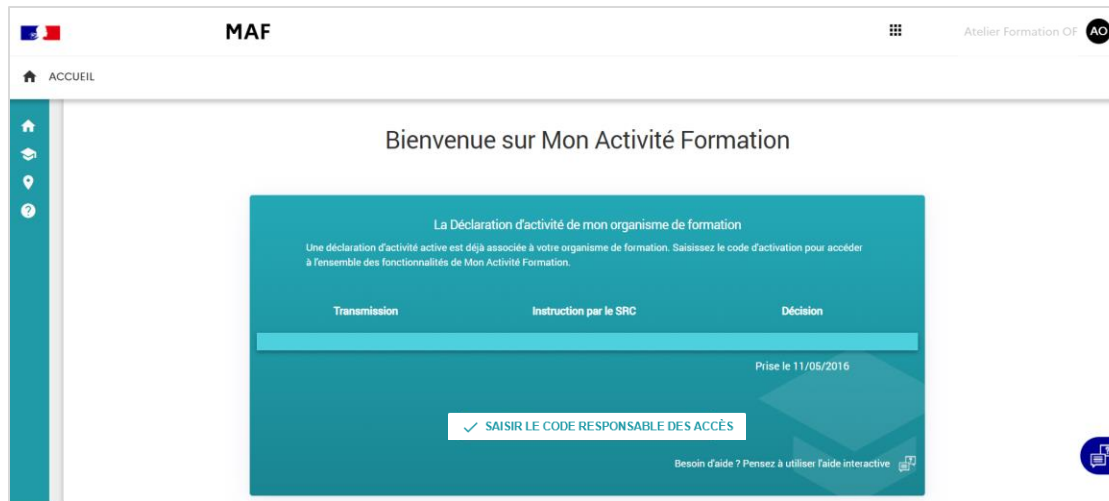 MAF
Atelier Formation OF
AO
ACCUEIL
Bienvenue sur Mon Activité Formation
La Déclaration d'activité de mon organisme de formation
Une déclaration d'activité active est déjà associée à votre organisme de formation. Saisissez le code d'activation pour accéder
à l'ensemble des fonctionnalités de Mon Activité Formation.
Transmission
Instruction par le SRC
Décision
Prise le 11/05/2016
SAISIR LE CODE RESPONSABLE DES ACCÈS
Besoin d'aide ? Pensez à utiliser l'aide interactive